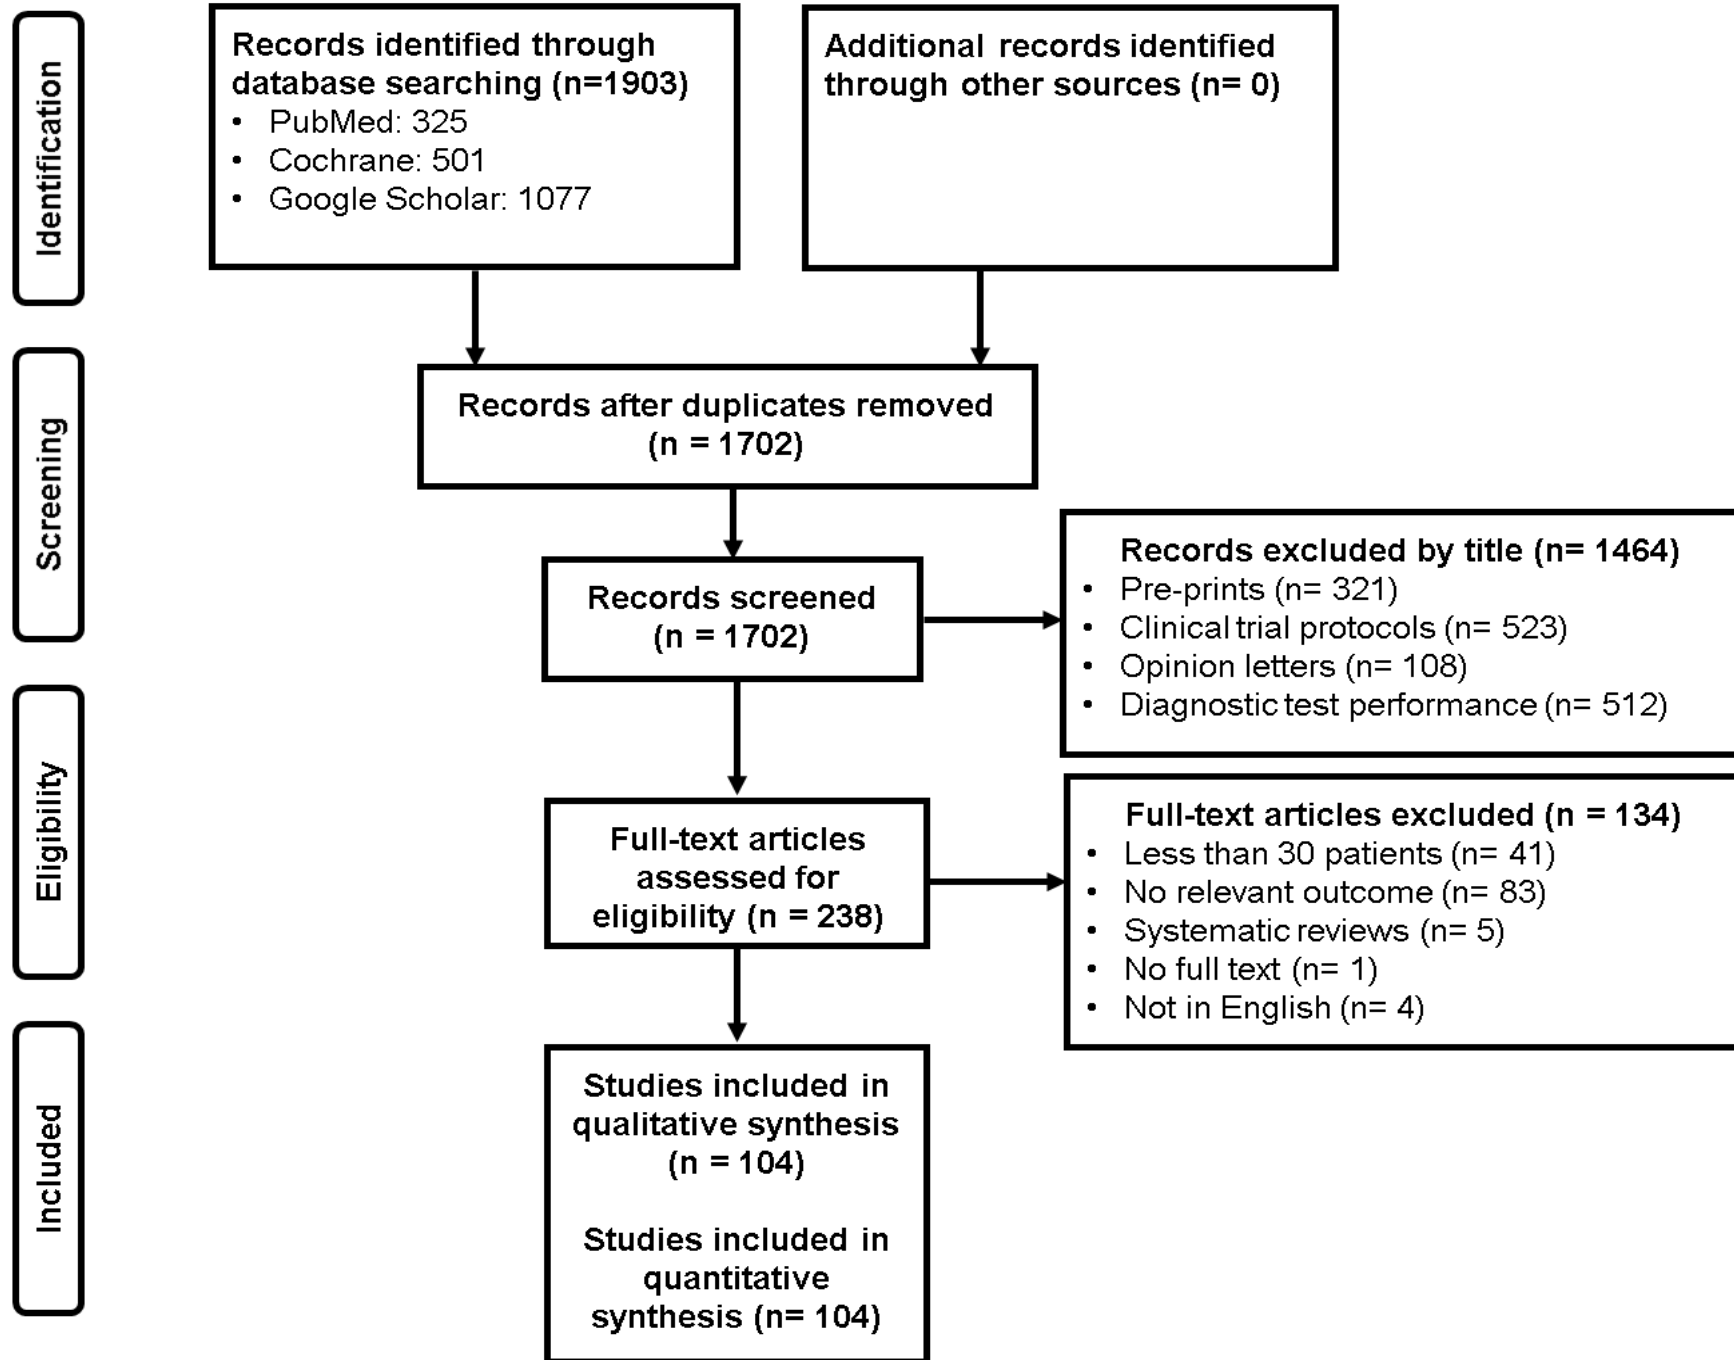 Identification
Records identified through
database searching (n=1903)
• PubMed: 325
• Cochrane: 501
• Google Scholar: 1077
Additional records identified
through other sources (n= 0)
Screening
Records after duplicates removed
(n = 1702)
Records screened
(n = 1702)
Records excluded by title (n= 1464)
• Pre-prints (n= 321)
• Clinical trial protocols (n= 523)
• Opinion letters (n= 108)
• Diagnostic test performance (n= 512)
Eligibility
Full-text articles
assessed for
eligibility (n = 238)
Full-text articles excluded (n = 134)
• Less than 30 patients (n= 41)
• No relevant outcome (n= 83)
• Systematic reviews (n= 5)
• No full text (n= 1)
• Not in English (n= 4)
Included
Studies included in
qualitative synthesis
(n = 104)
Studies included in
quantitative
synthesis (n= 104)